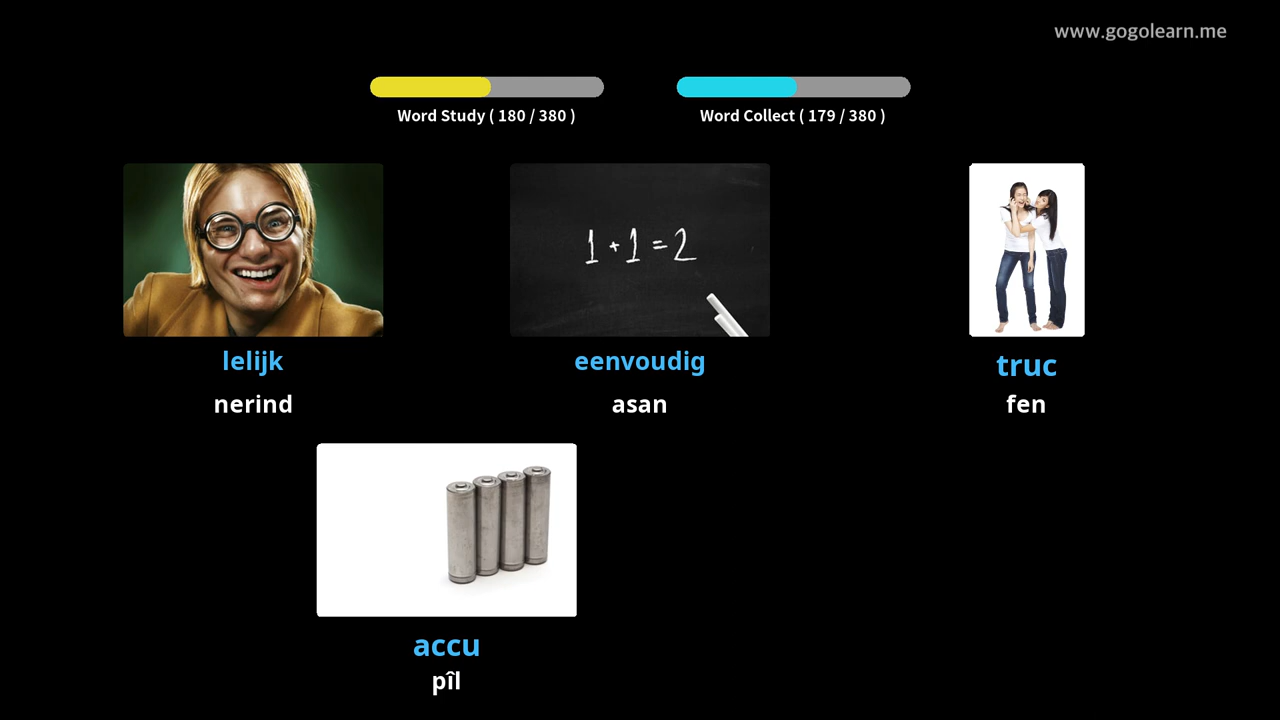 www.gogolearn.me
Word Study ( 180 / 380 )
Word Collect ( 179 / 380 )
1 + 1 = 2
lelijk
eenvoudig
truc
nerind
asan
fen
accu
pîl